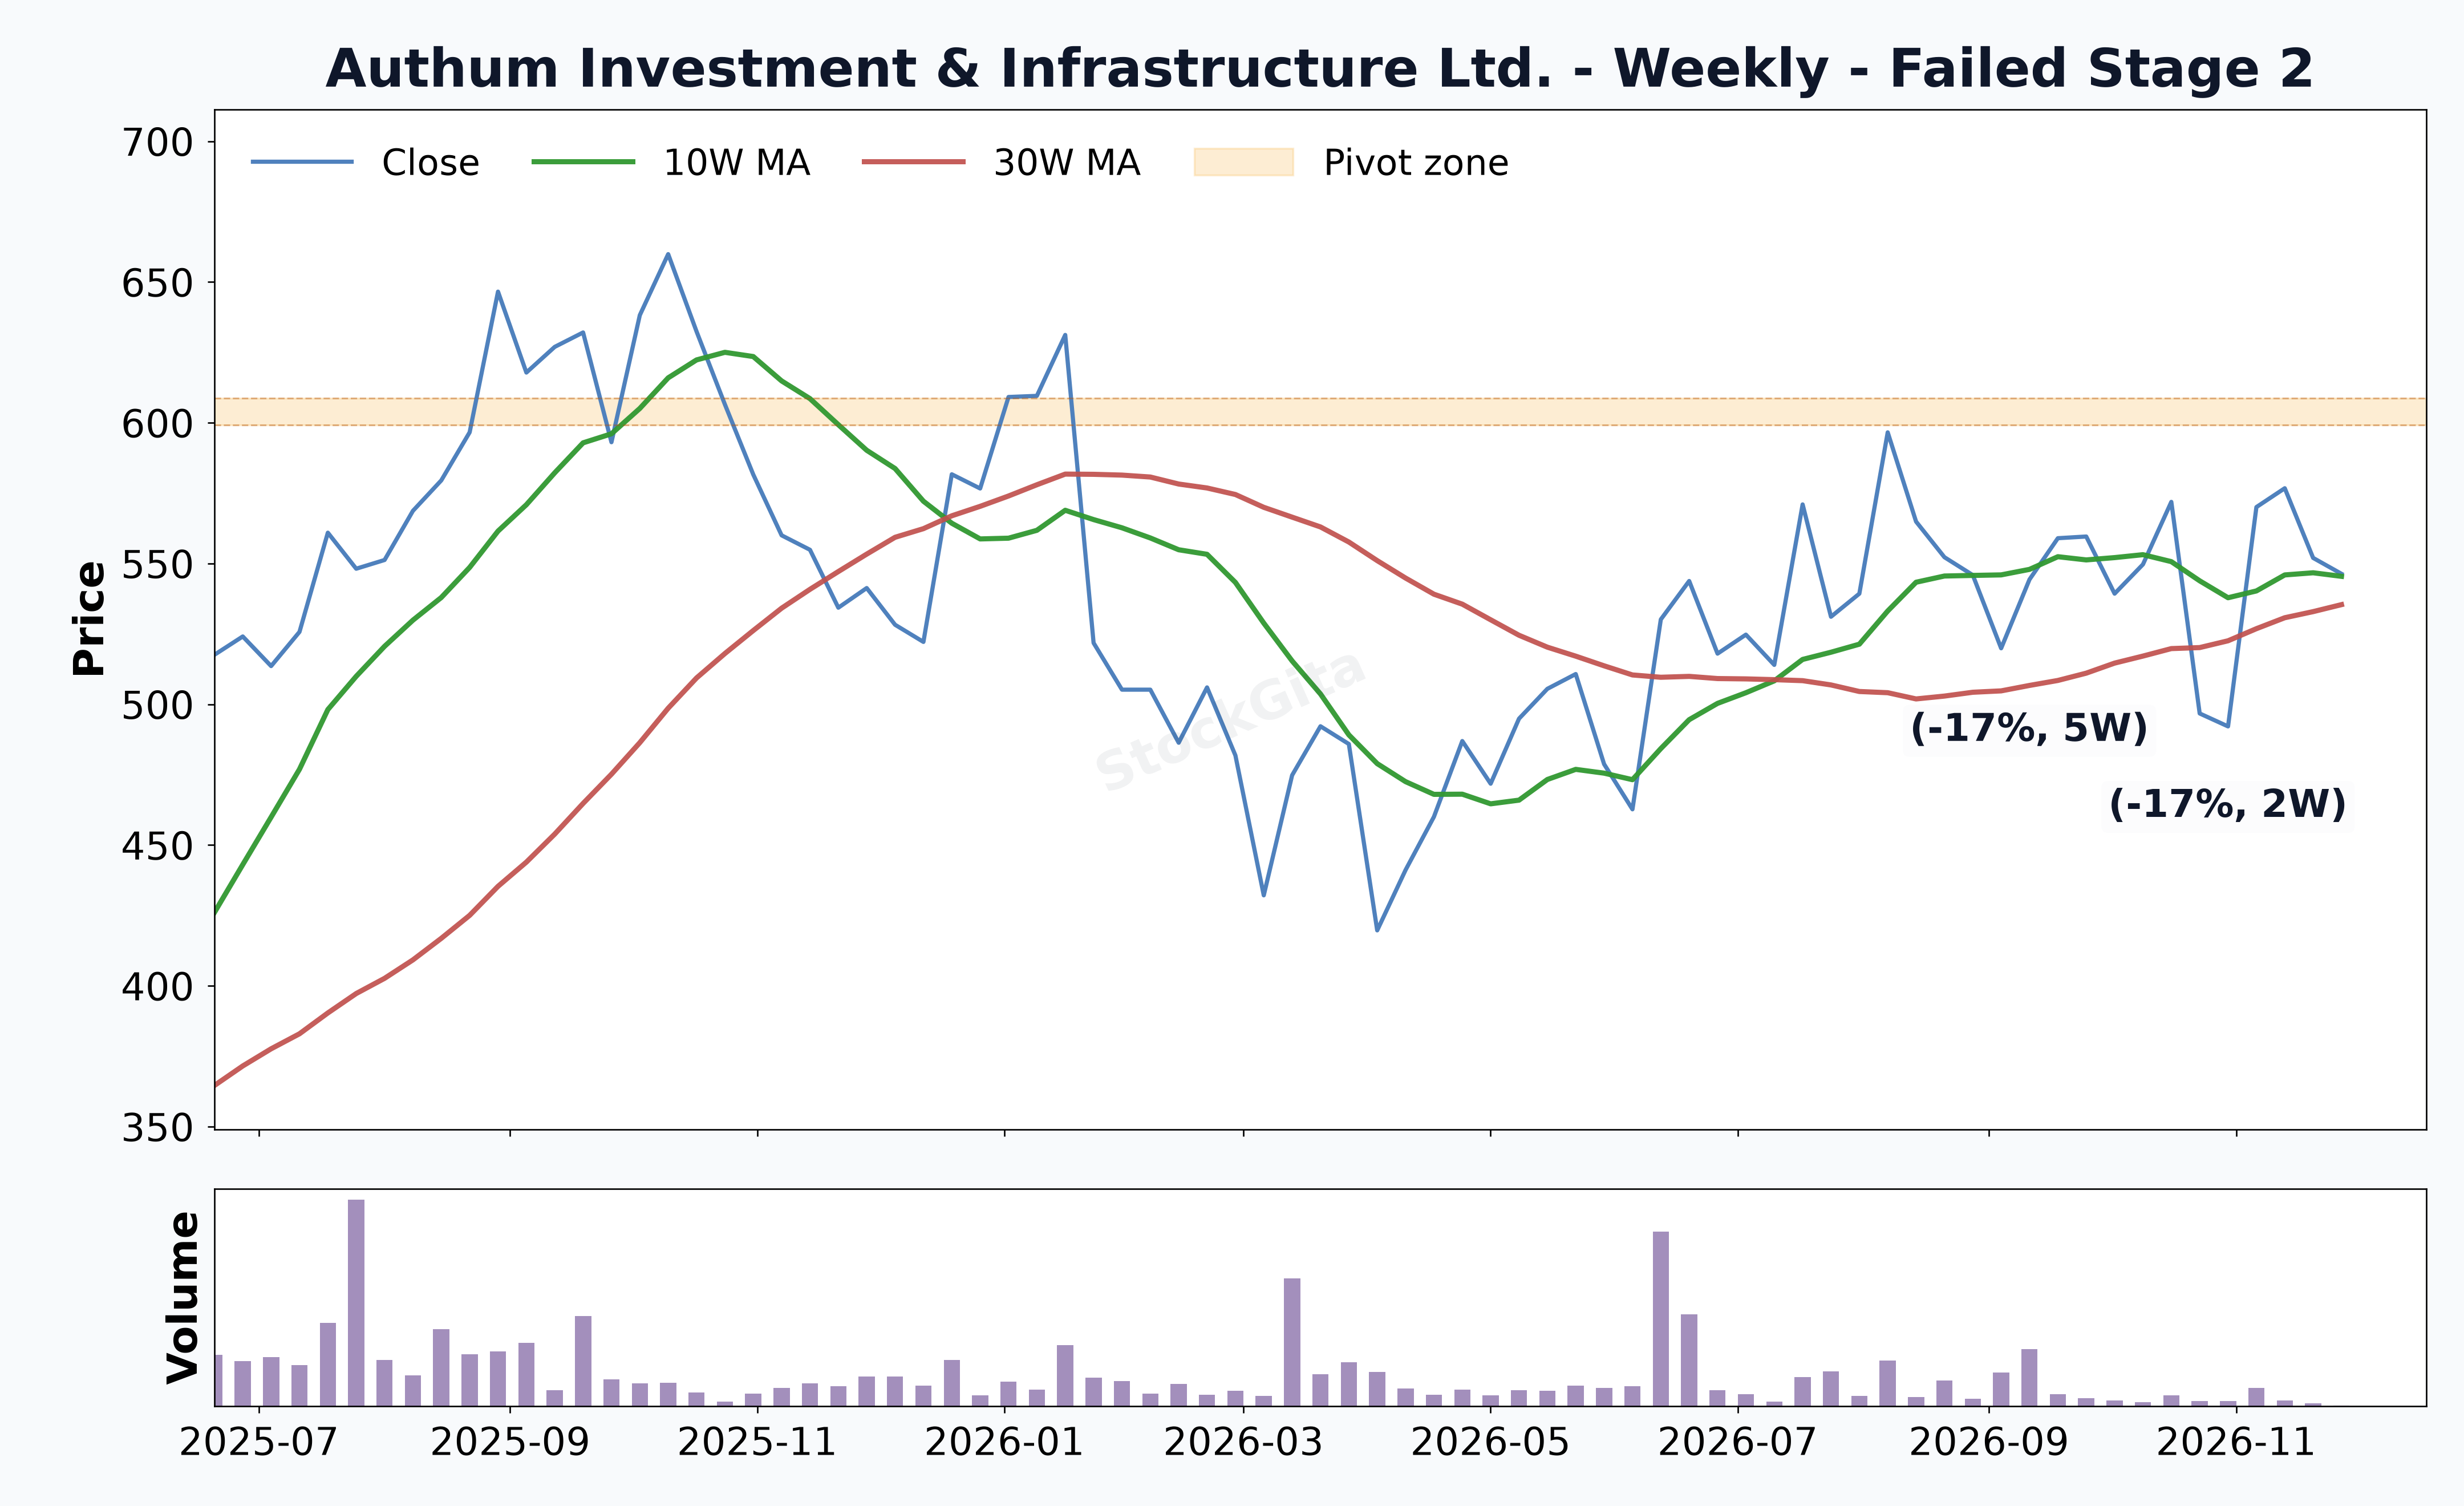 Authum Investment & Infrastructure Ltd. - Weekly - Failed Stage 2
Close 10W MA 30W MA Pivot zone
Price
700
650
600
550
500
450
400
350
StockGita
(-17%, 5W)
(-17%, 2W)
Volume
2025-07 2025-09 2025-11 2026-01 2026-03 2026-05 2026-07 2026-09 2026-11